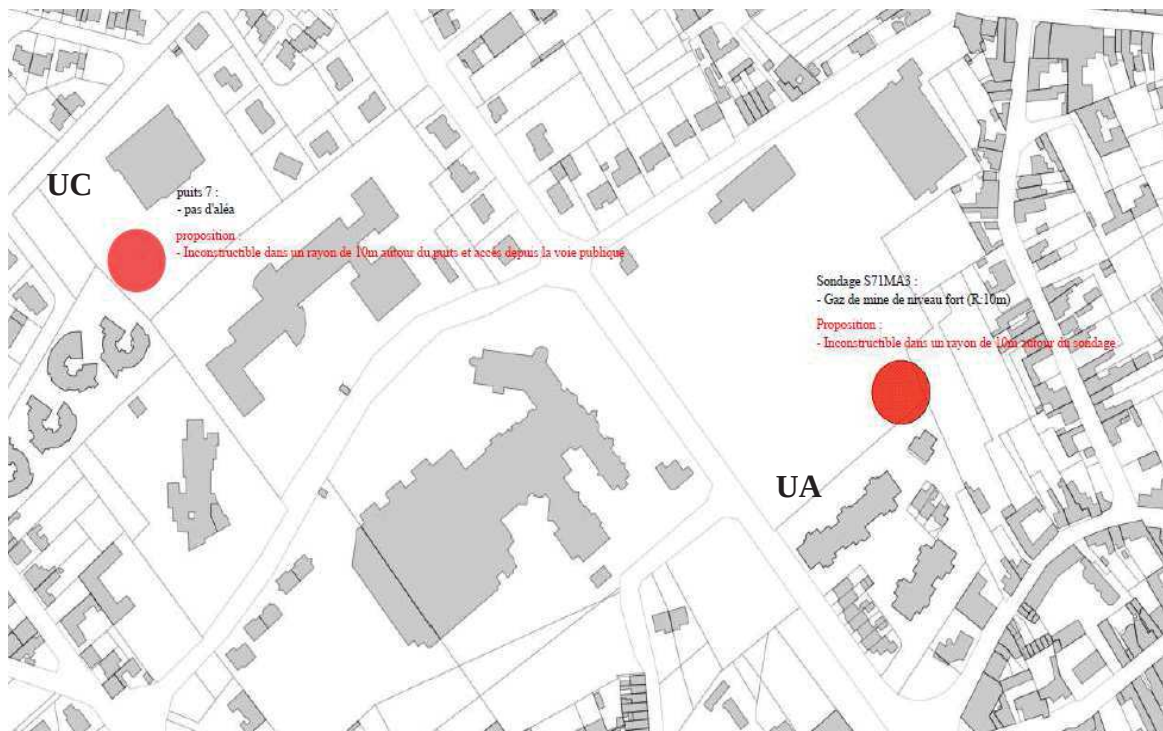 UC
puits 7 :
- pas d'aléa
proposition :
- Inconstructible dans un rayon de 10m autour du puits et accès depuis la voie publique
Sondage S71MA3 :
- Gaz de mine de niveau fort (R:10m)
Proposition :
- Inconstructible dans un rayon de 10m autour du sondage
UA